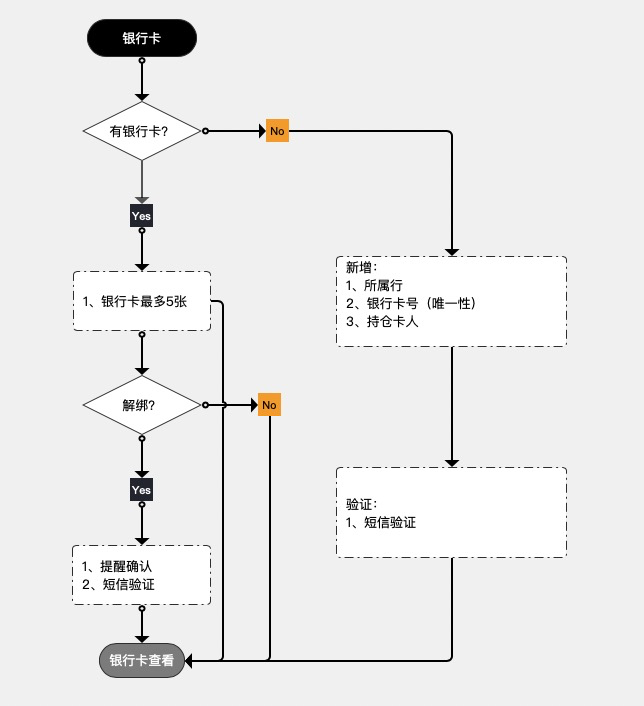 银行卡
有银行卡?
No
Yes
新增：
1、所属行
2、银行卡号（唯一性）
3、持仓卡人
1、银行卡最多5张
解绑?
No
Yes
验证：
1、短信验证
1、提醒确认
2、短信验证
银行卡查看